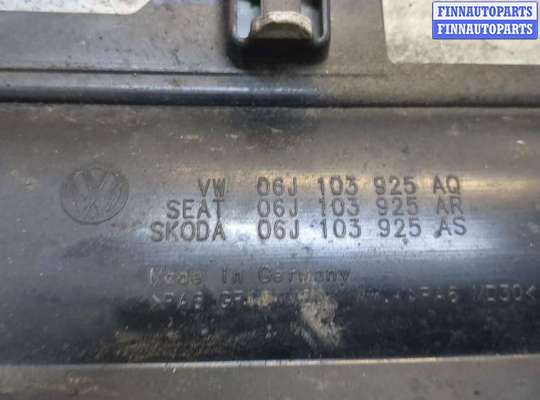 FINNAUTOPARTS
FINNAUTOPARTS
VW 06J 103 925 AQ
SEAT 06J 103 925 AR
SKODA 06J 103 925 AS
Made in Germany